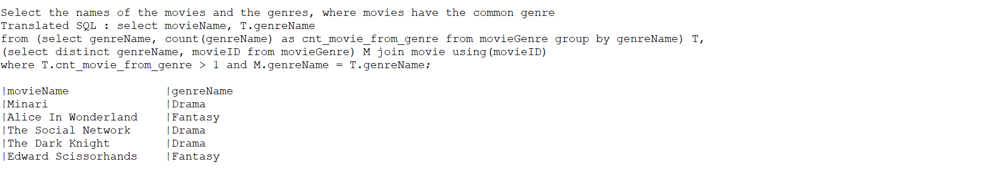 Select the names of the movies and the genres, where movies have the common genre
Translated SQL : select movieName, T.genreName
from (select genreName, count(genreName) as cnt_movie_from_genre from movieGenre group by genreName) T,
(select distinct genreName, movieID from movieGenre) M join movie using(movieID)
where T.cnt_movie_from_genre > 1 and M.genreName = T.genreName;
|movieName |genreName
|Minari |Drama
|Alice In Wonderland |Fantasy
|The Social Network |Drama
|The Dark Knight |Drama
|Edward Scissorhands |Fantasy